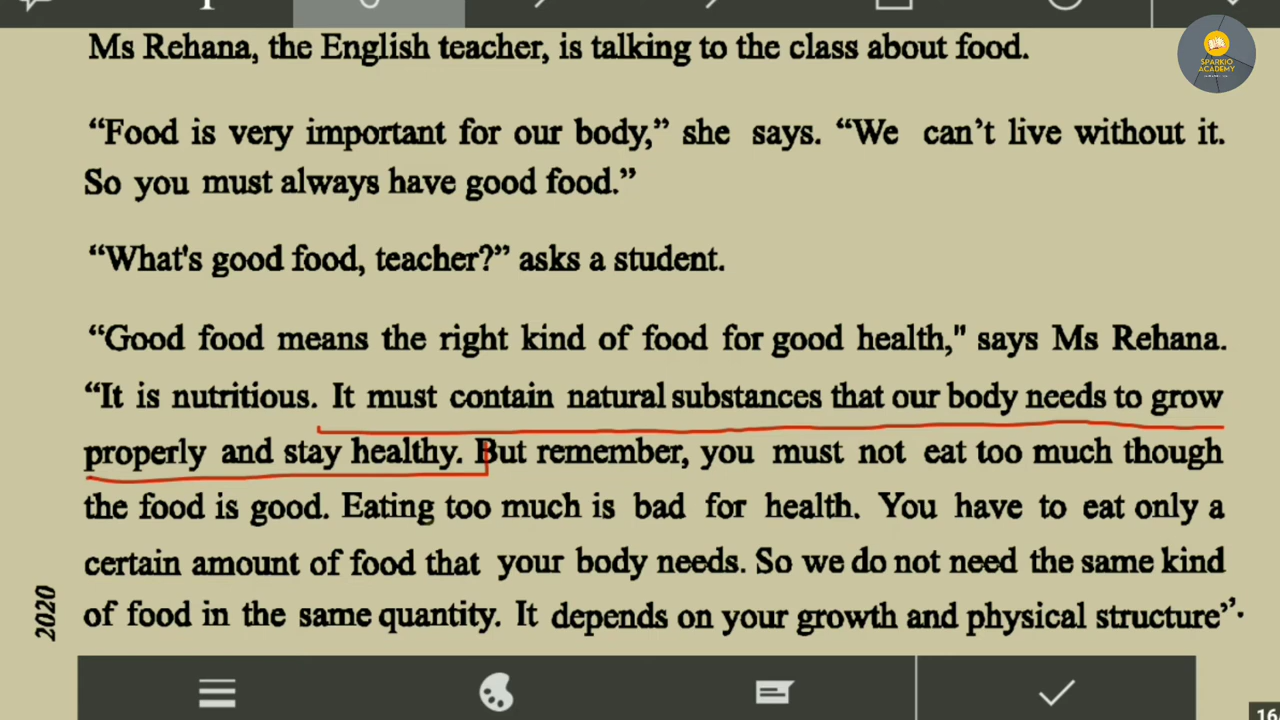 Ms Rehana, the English teacher, is talking to the class about food.
SPARKIO
ACADEMY
“Food is very important for our body,” she says. “We can’t live without it.
So you must always have good food.”
“What's good food, teacher?” asks a student.
“Good food means the right kind of food for good health," says Ms Rehana.
“It is nutritious. It must contain natural substances that our body needs to grow
properly and stay healthy. But remember, you must not eat too much though
the food is good. Eating too much is bad for health. You have to eat only a
certain amount of food that your body needs. So we do not need the same kind
of food in the same quantity. It depends on your growth and physical structure”.
2020
16